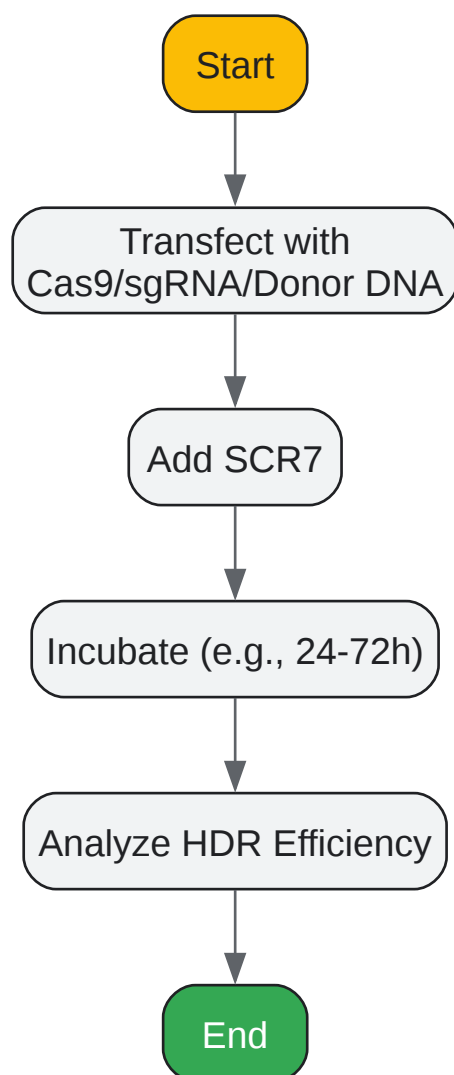 Start
Transfect with
Cas9/sgRNA/Donor DNA
Add SCR7
Incubate (e.g., 24-72h)
Analyze HDR Efficiency
End